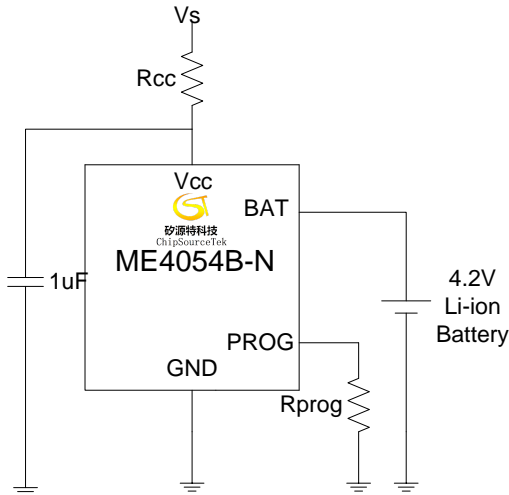 Vs
Rcc
Vcc
BAT
矽源特科技
ChipSourceTek
ME4054B-N
1uF
4.2V
Li-ion
Battery
PROG
GND
Rprog